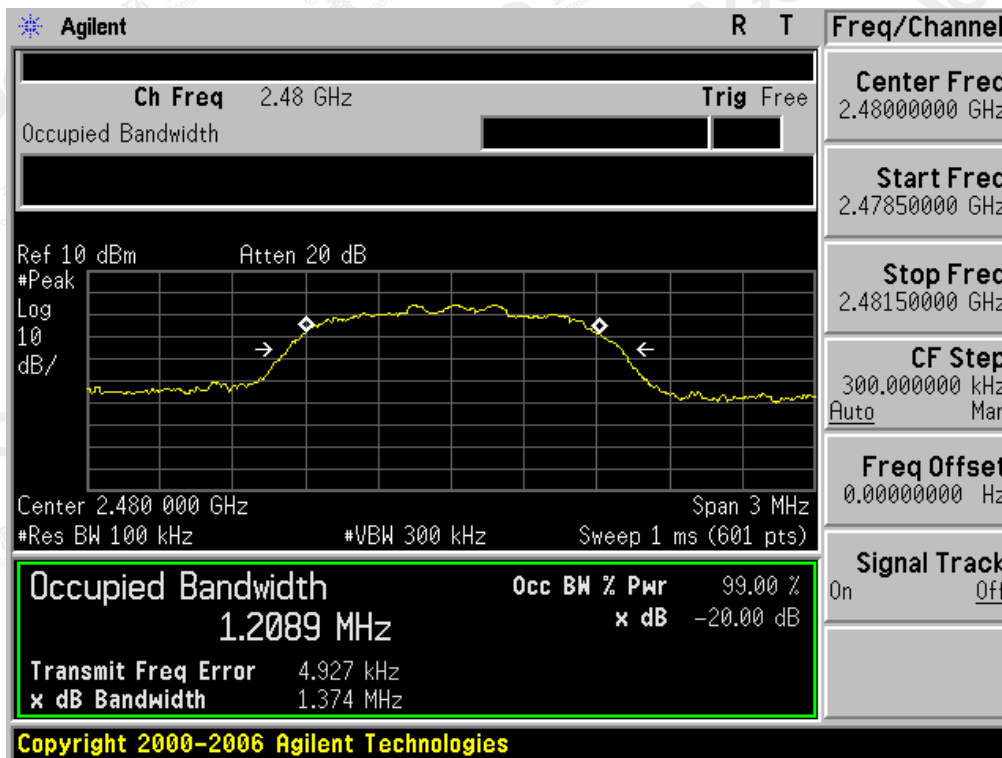 Agilent R T Freq/Channel
Ch Freq 2.48 GHz Trig Free
Occupied Bandwidth
Center Freq
2.48000000 GHz
Start Freq
2.47850000 GHz
Stop Freq
2.48150000 GHz
CF Step
300.000000 kHz
Auto Man
Freq Offset
0.00000000 Hz
Signal Track
On Off
Ref 10 dBm Atten 20 dB
#Peak
Log
10
dB/
Center 2.480 000 GHz Span 3 MHz
#Res BW 100 kHz #VBW 300 kHz Sweep 1 ms (601 pts)
Occupied Bandwidth
1.2089 MHz
Occ BW % Pwr 99.00 %
x dB -20.00 dB
Transmit Freq Error 4.927 kHz
x dB Bandwidth 1.374 MHz
Copyright 2000-2006 Agilent Technologies